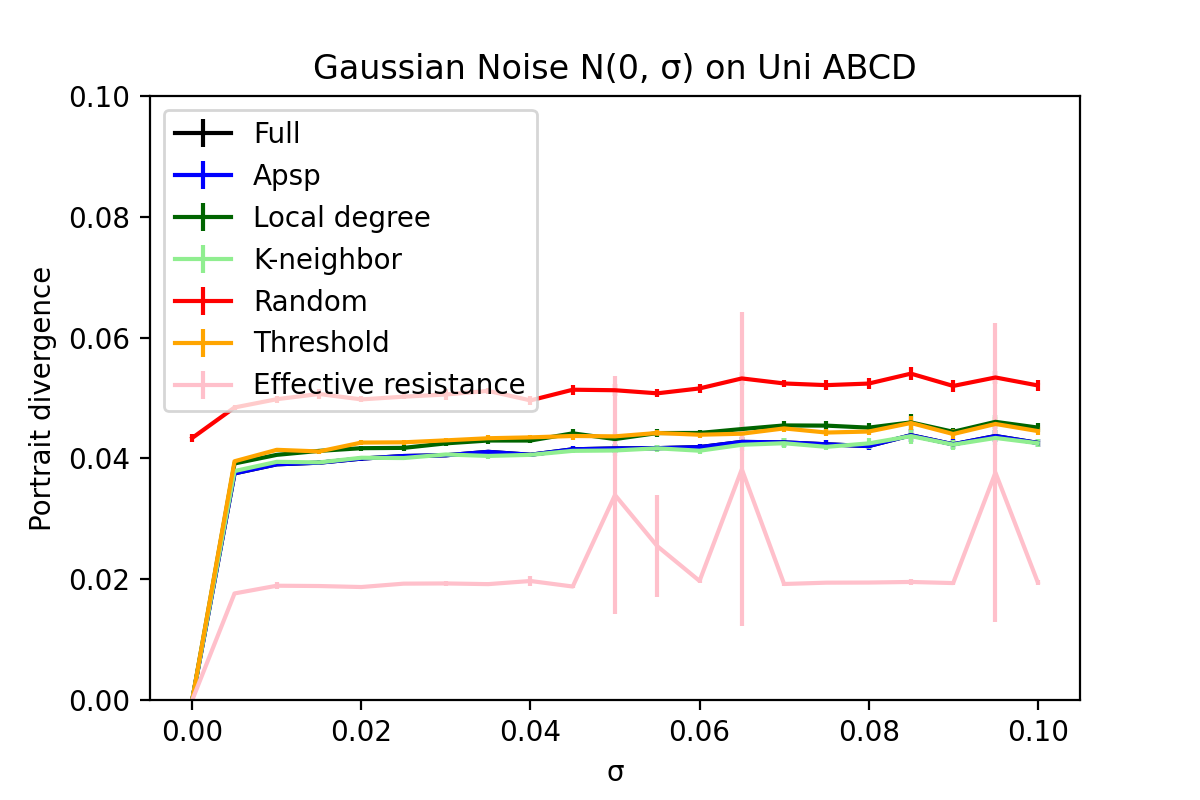 Gaussian Noise N(0, σ) on Uni ABCD
Portrait divergence
0.10
0.08
0.06
0.04
0.02
0.00
Full
Apsp
Local degree
K-neighbor
Random
Threshold
Effective resistance
0.00 0.02 0.04 0.06 0.08 0.10
σ